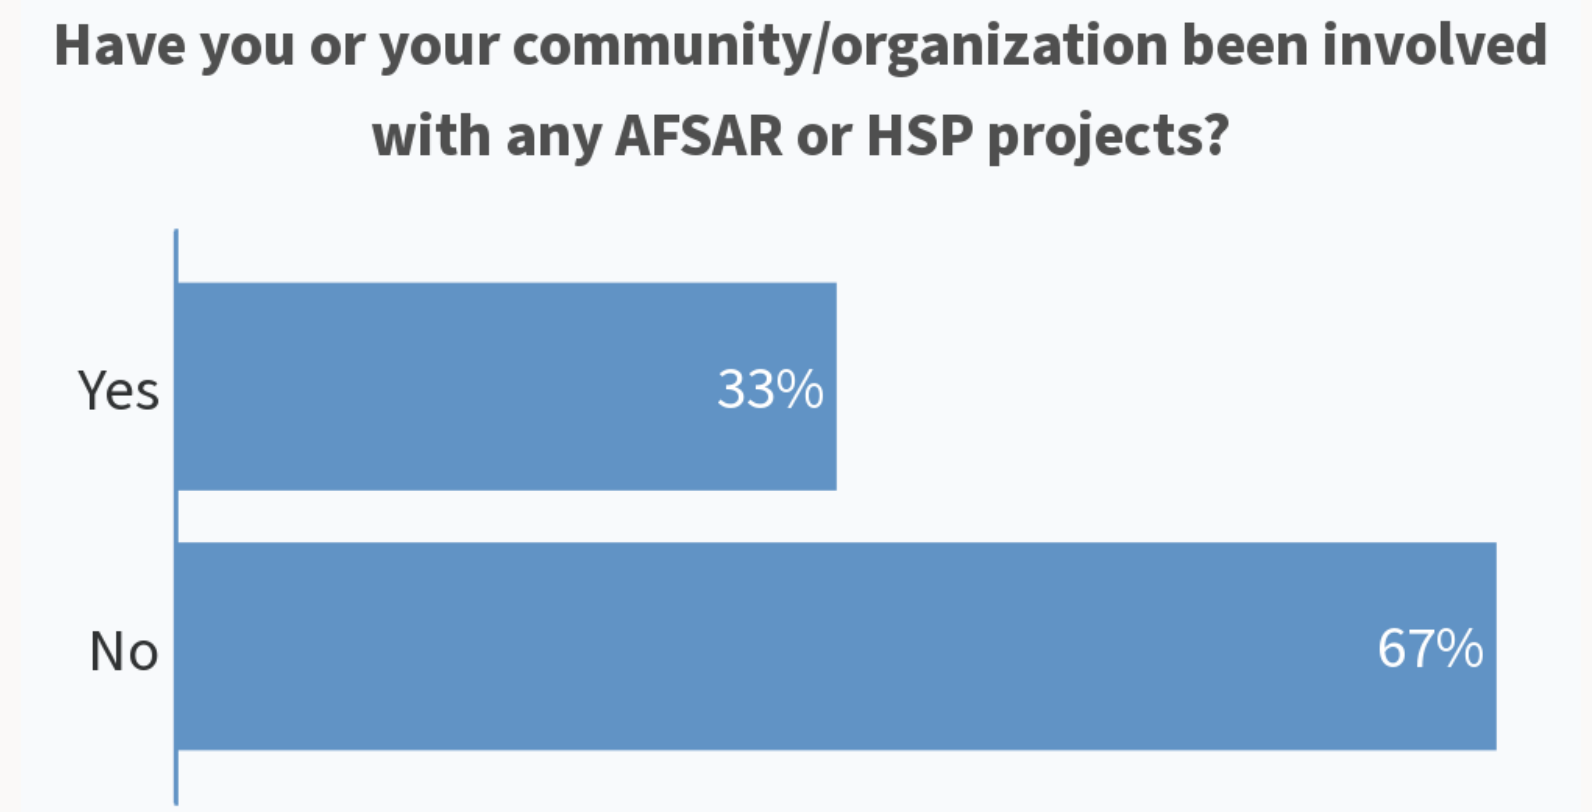 Have you or your community/organization been involved
with any AFSAR or HSP projects?
Yes
33%
No
67%